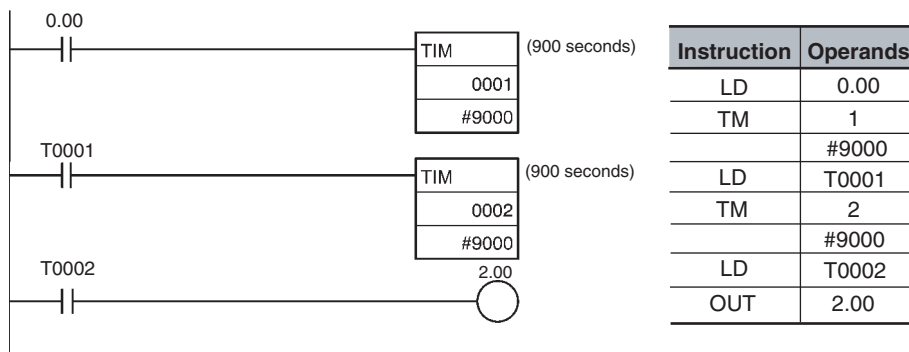 0.00
TIM
(900 seconds)
0001
#9000
T0001
TIM
(900 seconds)
0002
#9000
T0002
2.00
Instruction Operands
LD 0.00
TM 1
#9000
LD T0001
TM 2
#9000
LD T0002
OUT 2.00